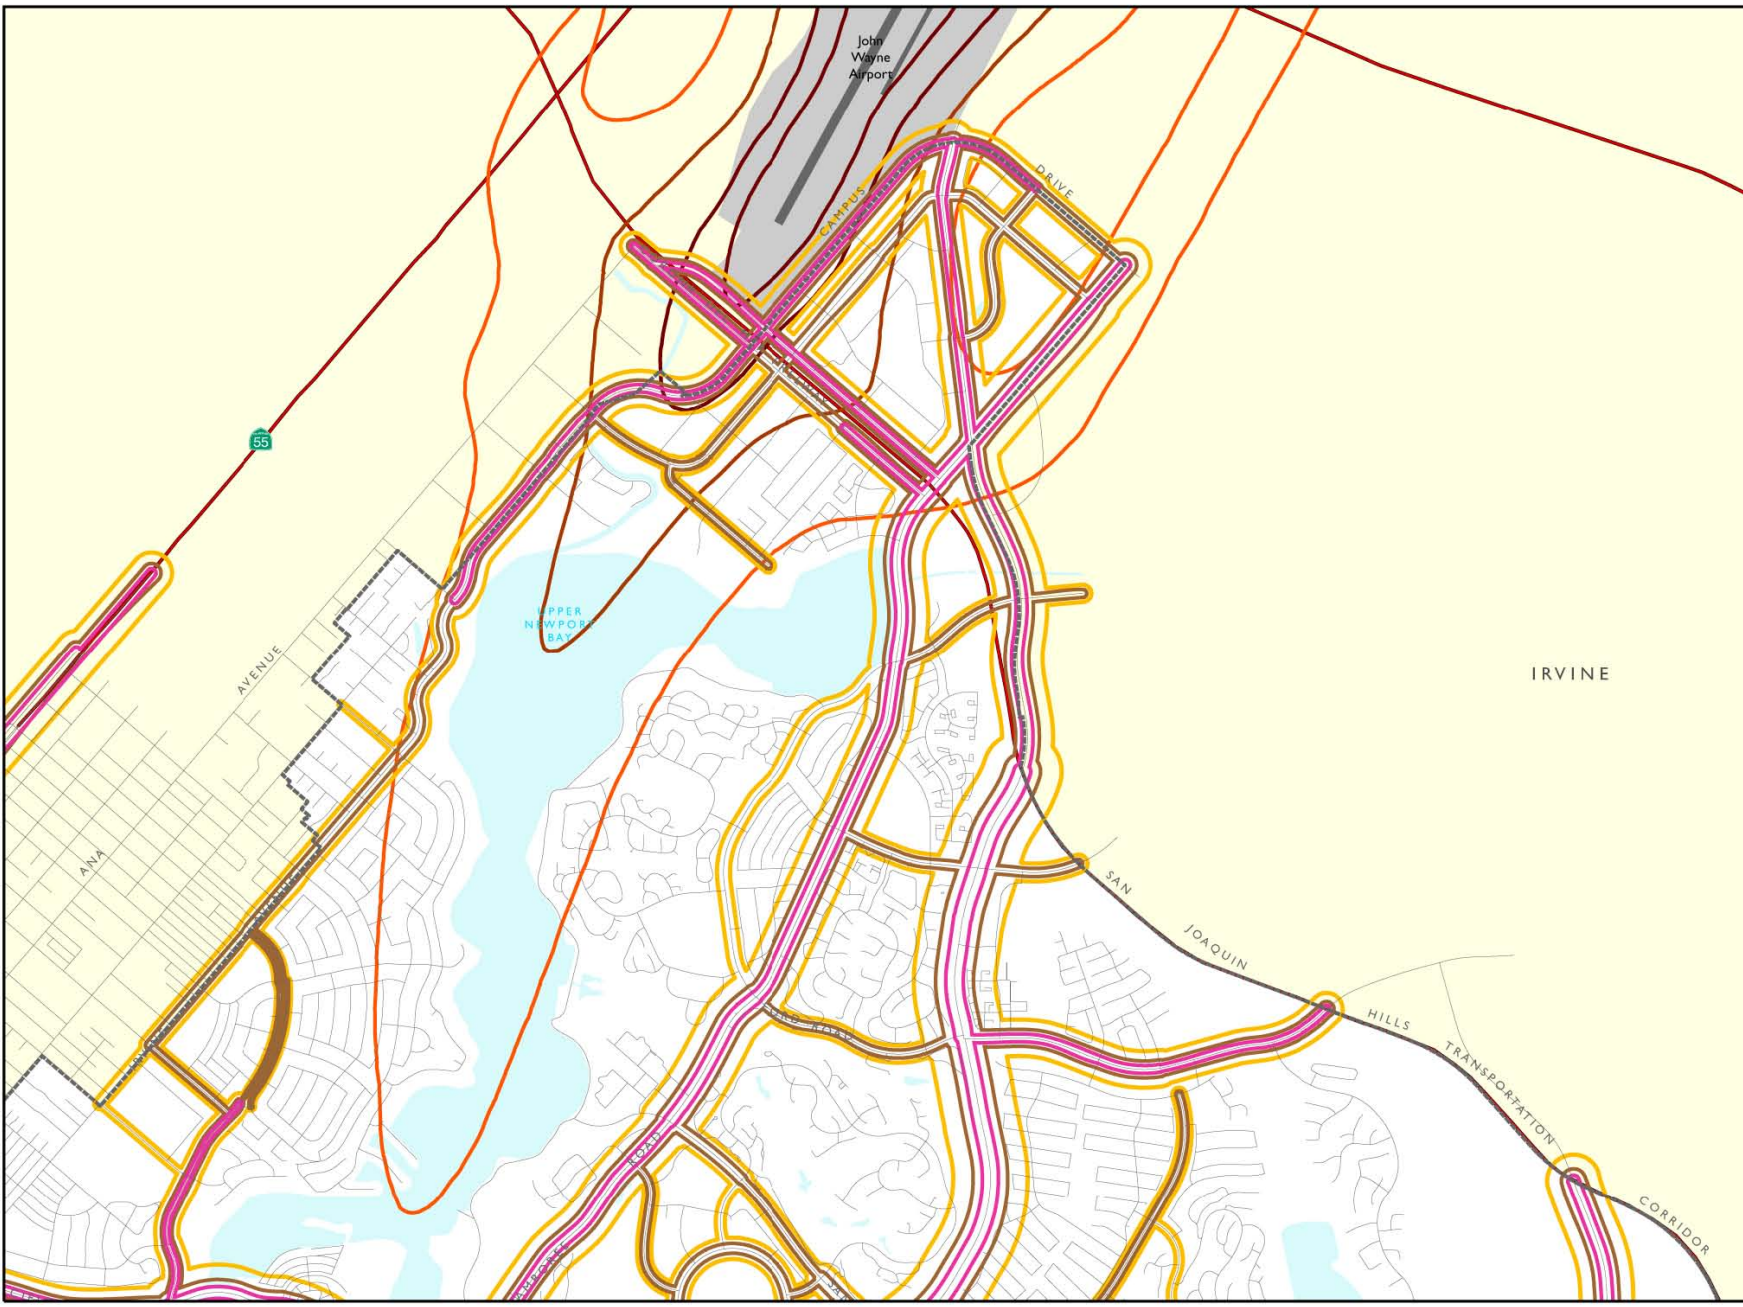 John
Wayne
Airport
DRIVE
CAMPUS
55
UPPER
NEWPORT
BAY
AVENUE
IRVINE
ANA
SAN
JOAQUIN
HILLS
TRANSPORTATION
CORRIDOR
ROAD